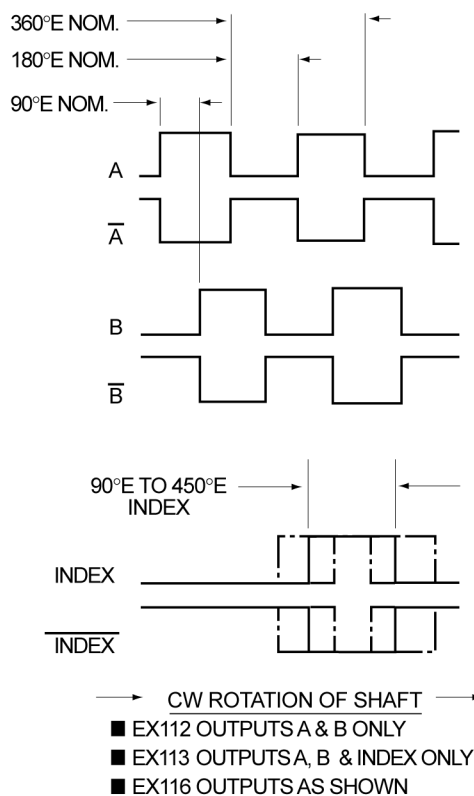 360°E NOM.
180°E NOM.
90°E NOM.
A
A̅
B
B̅
90°E TO 450°E
INDEX
INDEX
I̅N̅D̅E̅X̅
CW ROTATION OF SHAFT
■ EX112 OUTPUTS A & B ONLY
■ EX113 OUTPUTS A, B & INDEX ONLY
■ EX116 OUTPUTS AS SHOWN